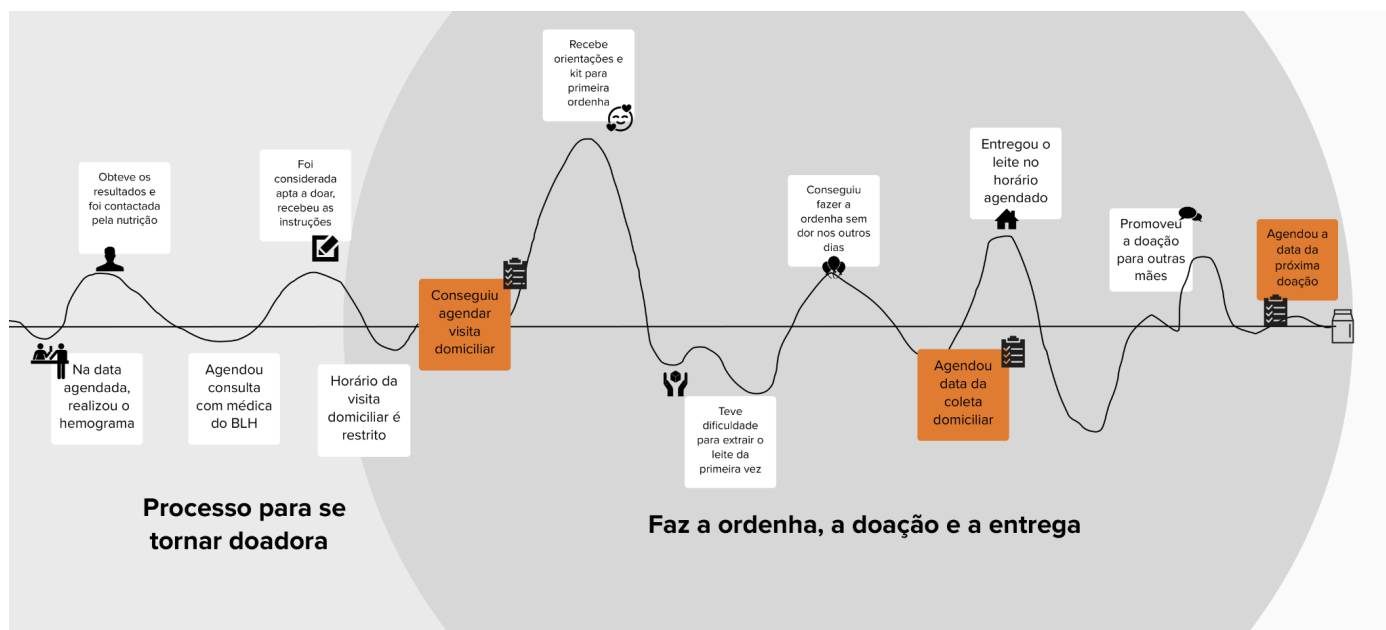 Obteve os
resultados e
foi contactada
pela nutrição
Na data
agendada,
realizou o
hemograma
Agendou
consulta
com médica
do BLH
Foi
considerada
apta a doar,
recebeu as
instruções
Horário da
visita
domiciliar é
restrito
Processo para se
tornar doadora
Conseguiu
agendar
visita
domiciliar
Recebe
orientações e
kit para
primeira
ordenha
Teve
dificuldade
para extrair o
leite da
primeira vez
Conseguiu
fazer a
ordenha sem
dor nos outros
dias
Agendou
data da
coleta
domiciliar
Entregou o
leite no
horário
agendado
Promoveu
a doação
para outras
mães
Agendou a
data da
próxima
doação
Faz a ordenha, a doação e a entrega